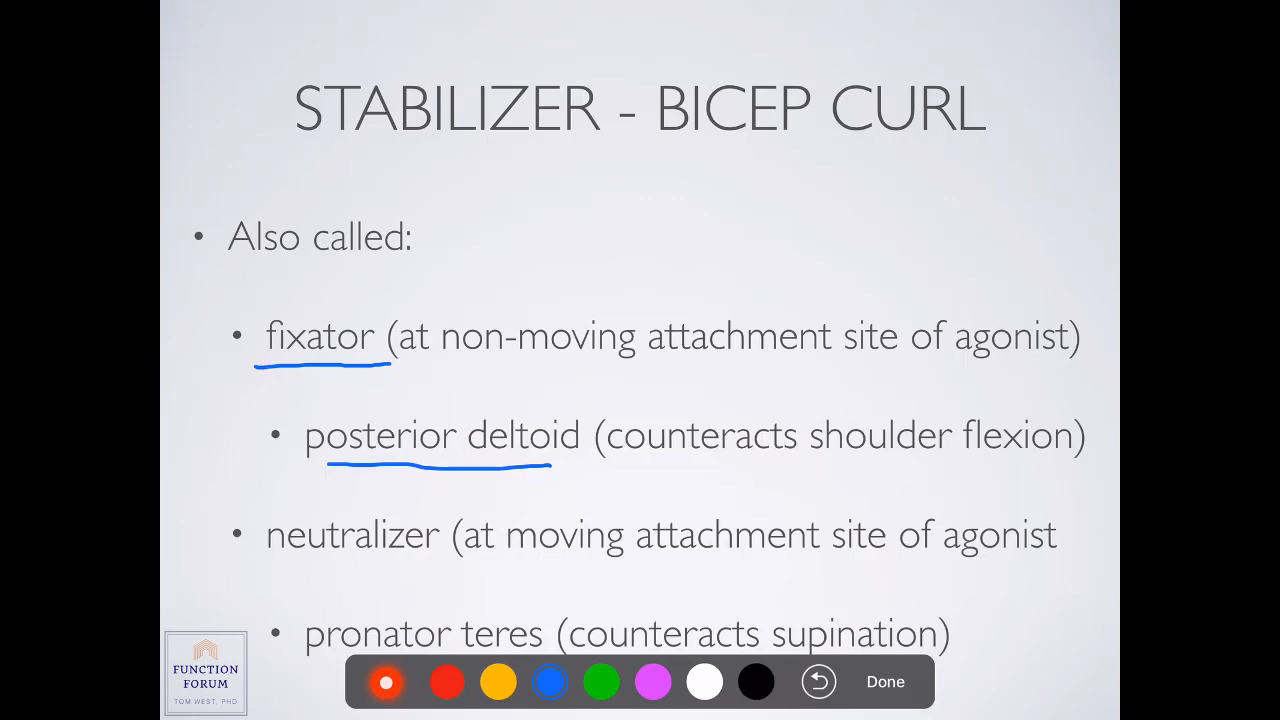 STABILIZER - BICEP CURL
• Also called:
• fixator (at non-moving attachment site of agonist)
• posterior deltoid (counteracts shoulder flexion)
• neutralizer (at moving attachment site of agonist
• pronator teres (counteracts supination)
FUNCTION
FORUM
TOM WEST, PHD
Done